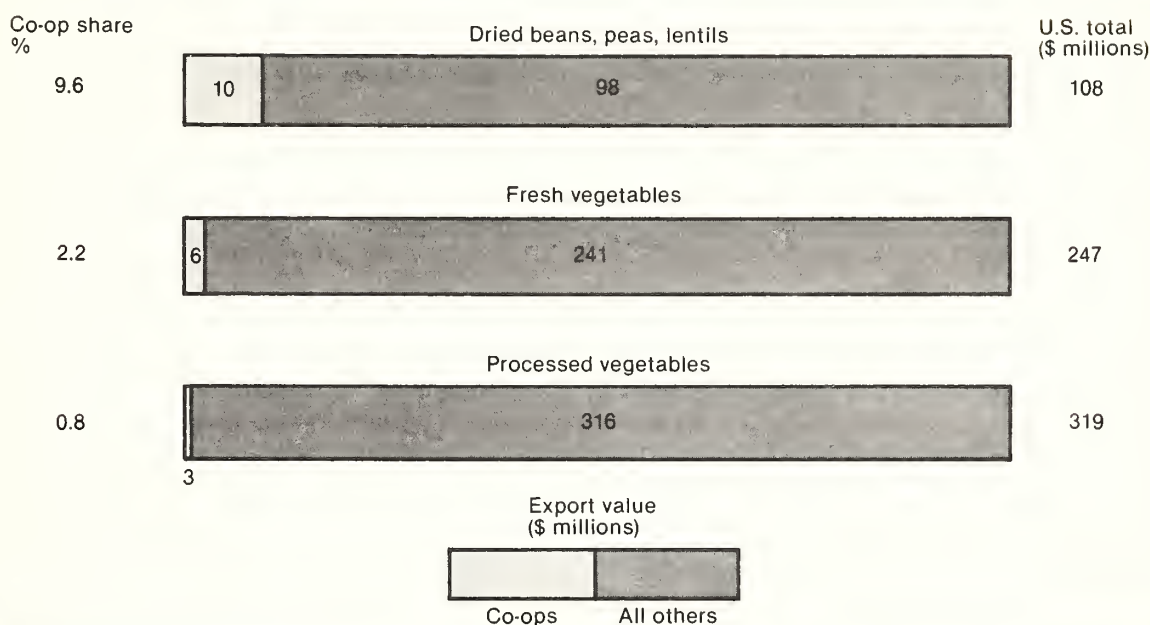 Co-op share
%
Dried beans, peas, lentils
U.S. total
($ millions)
9.6
10
98
108
Fresh vegetables
2.2
6
241
247
Processed vegetables
0.8
316
319
3
Export value
($ millions)
Co-ops
All others